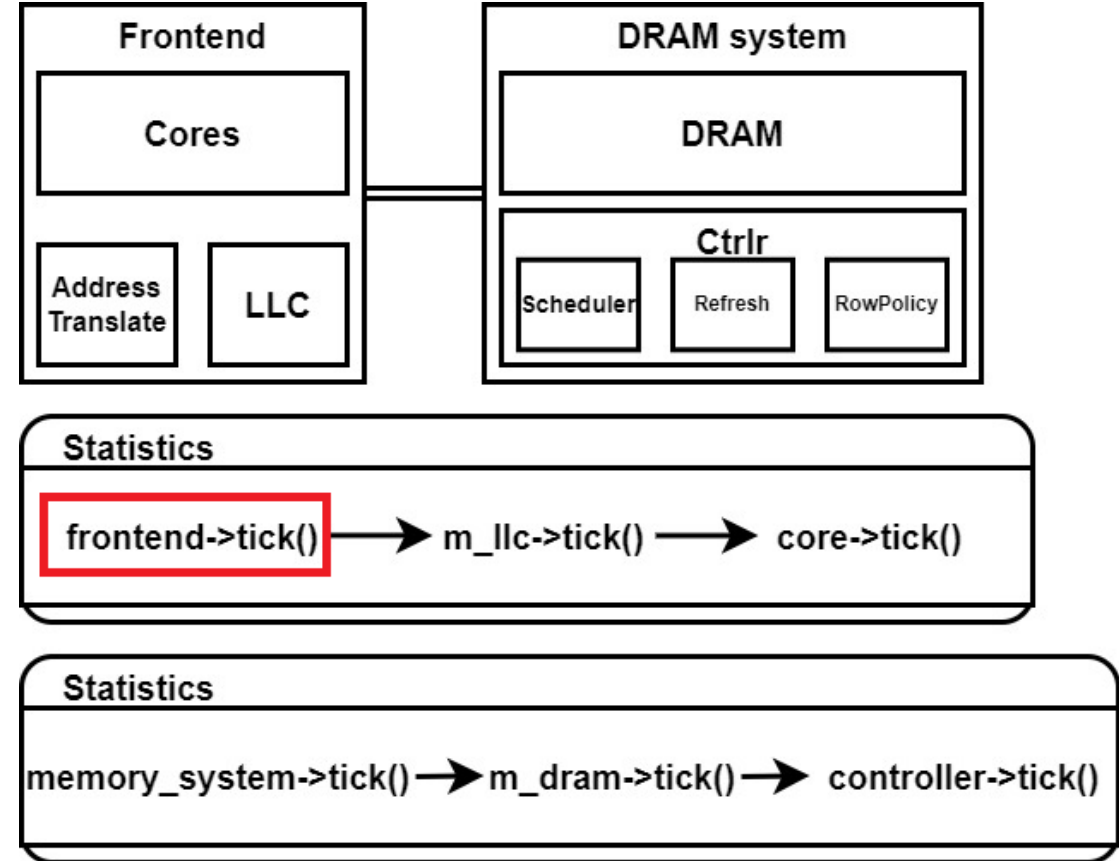 Frontend
Cores
Address
Translate
LLC
DRAM system
DRAM
Ctrlr
Scheduler
Refresh
RowPolicy
Statistics
frontend->tick()
m_llc->tick()
core->tick()
Statistics
memory_system->tick()
m_dram->tick()
controller->tick()